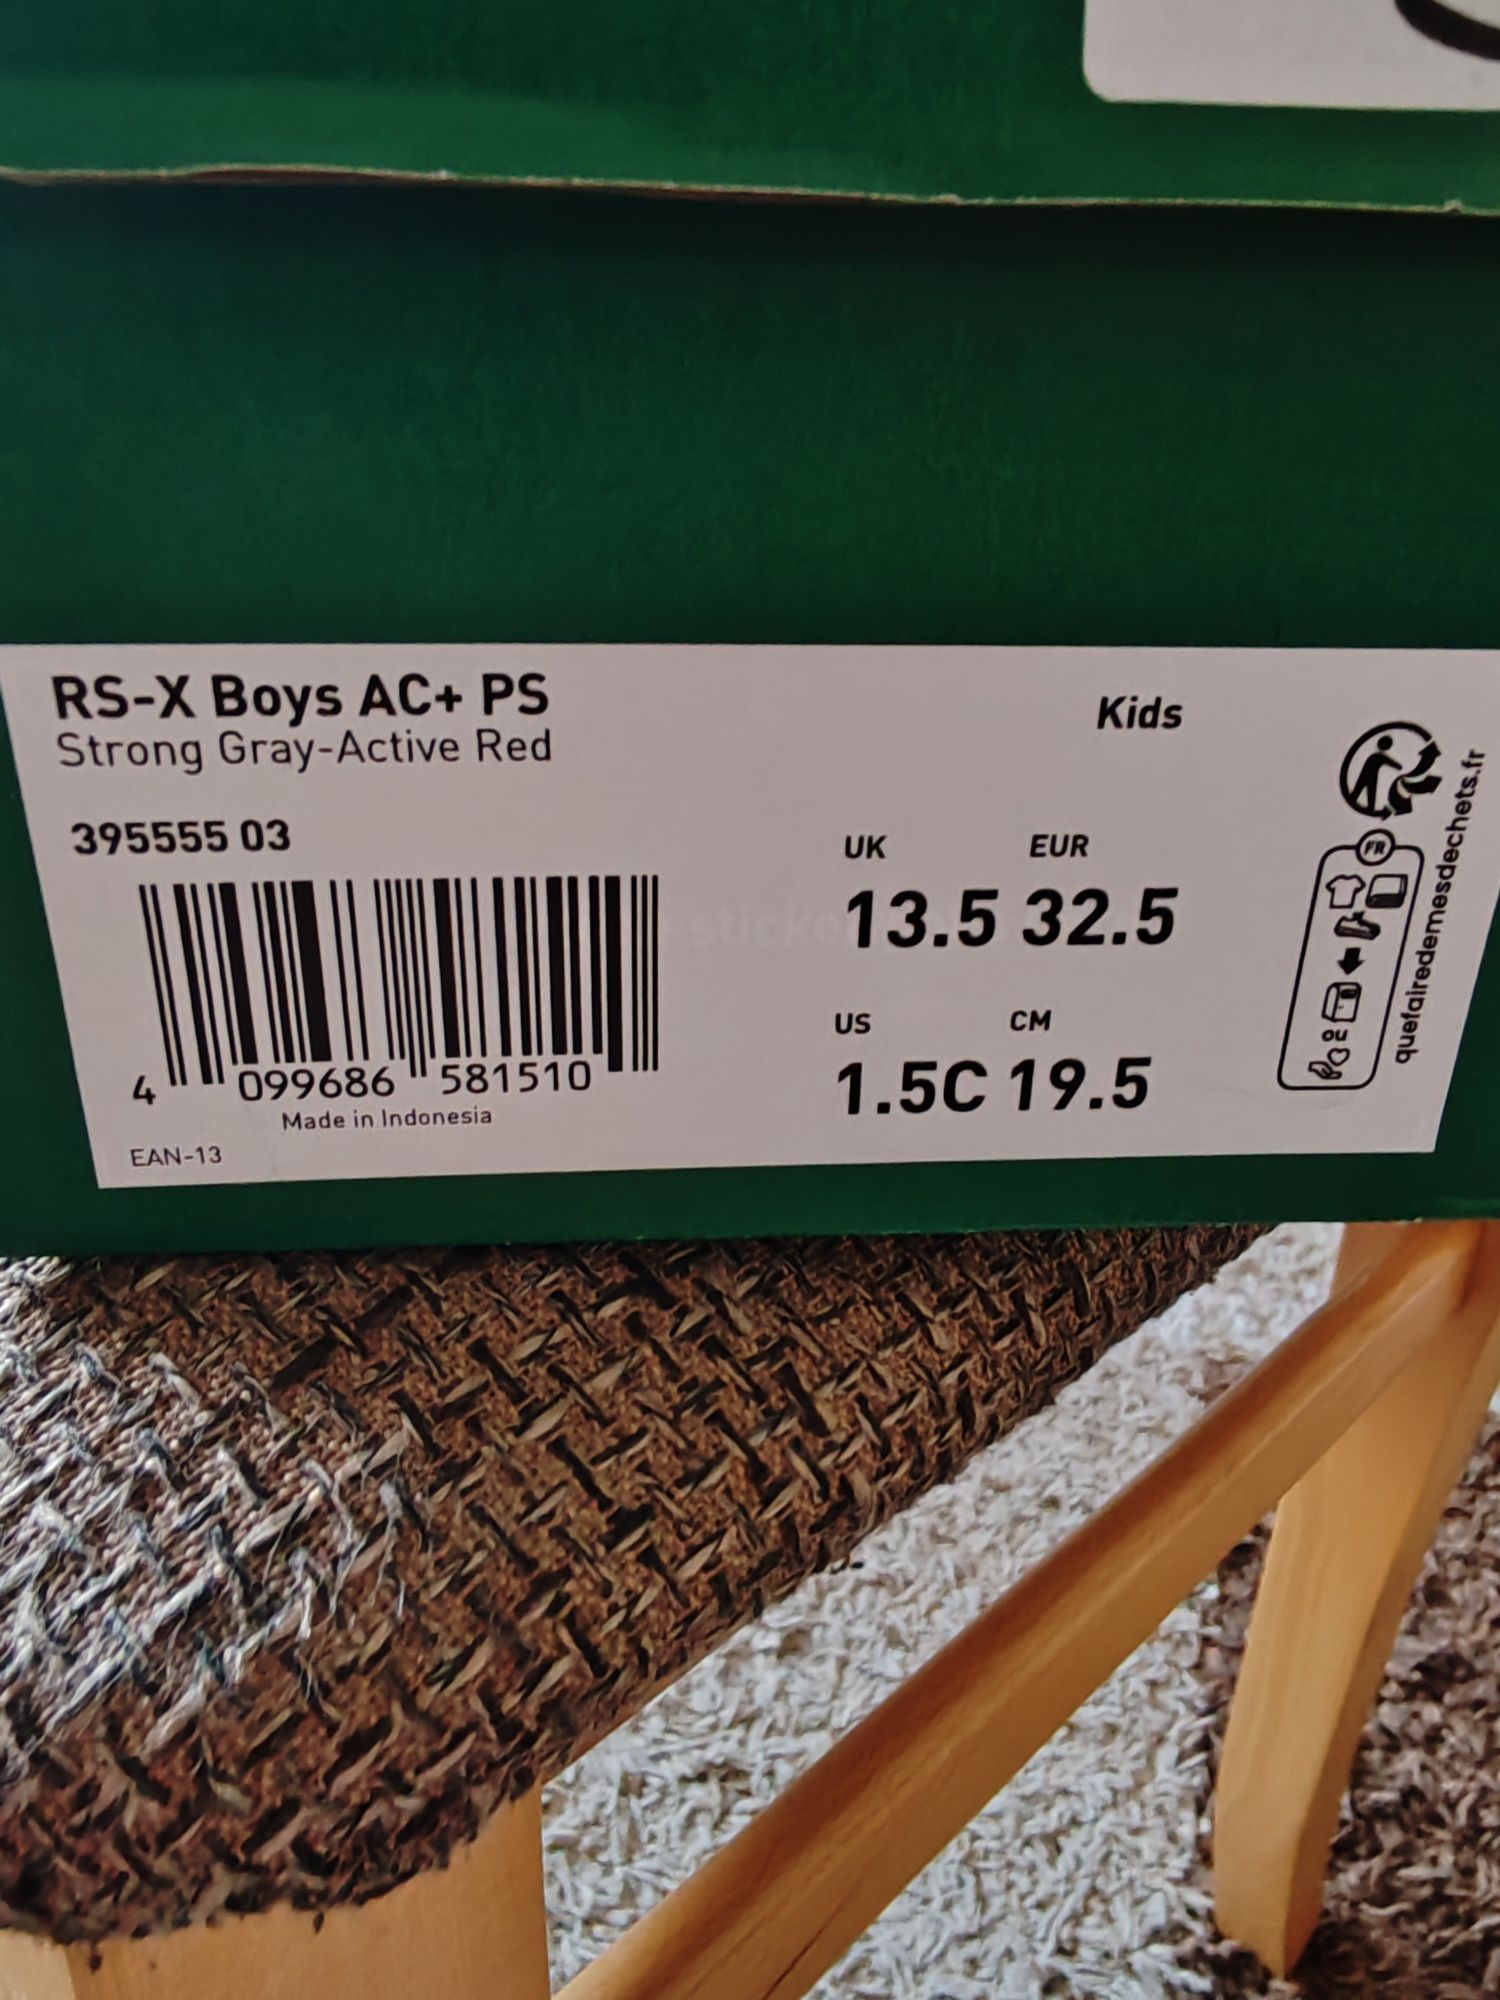 RS-X Boys AC+ PS
Strong Gray-Active Red
Kids
395555 03
UK EUR
13.5 32.5
US CM
1.5C 19.5
4 099686 581510
Made in Indonesia
EAN-13
FR
quefairedemesdechets.fr